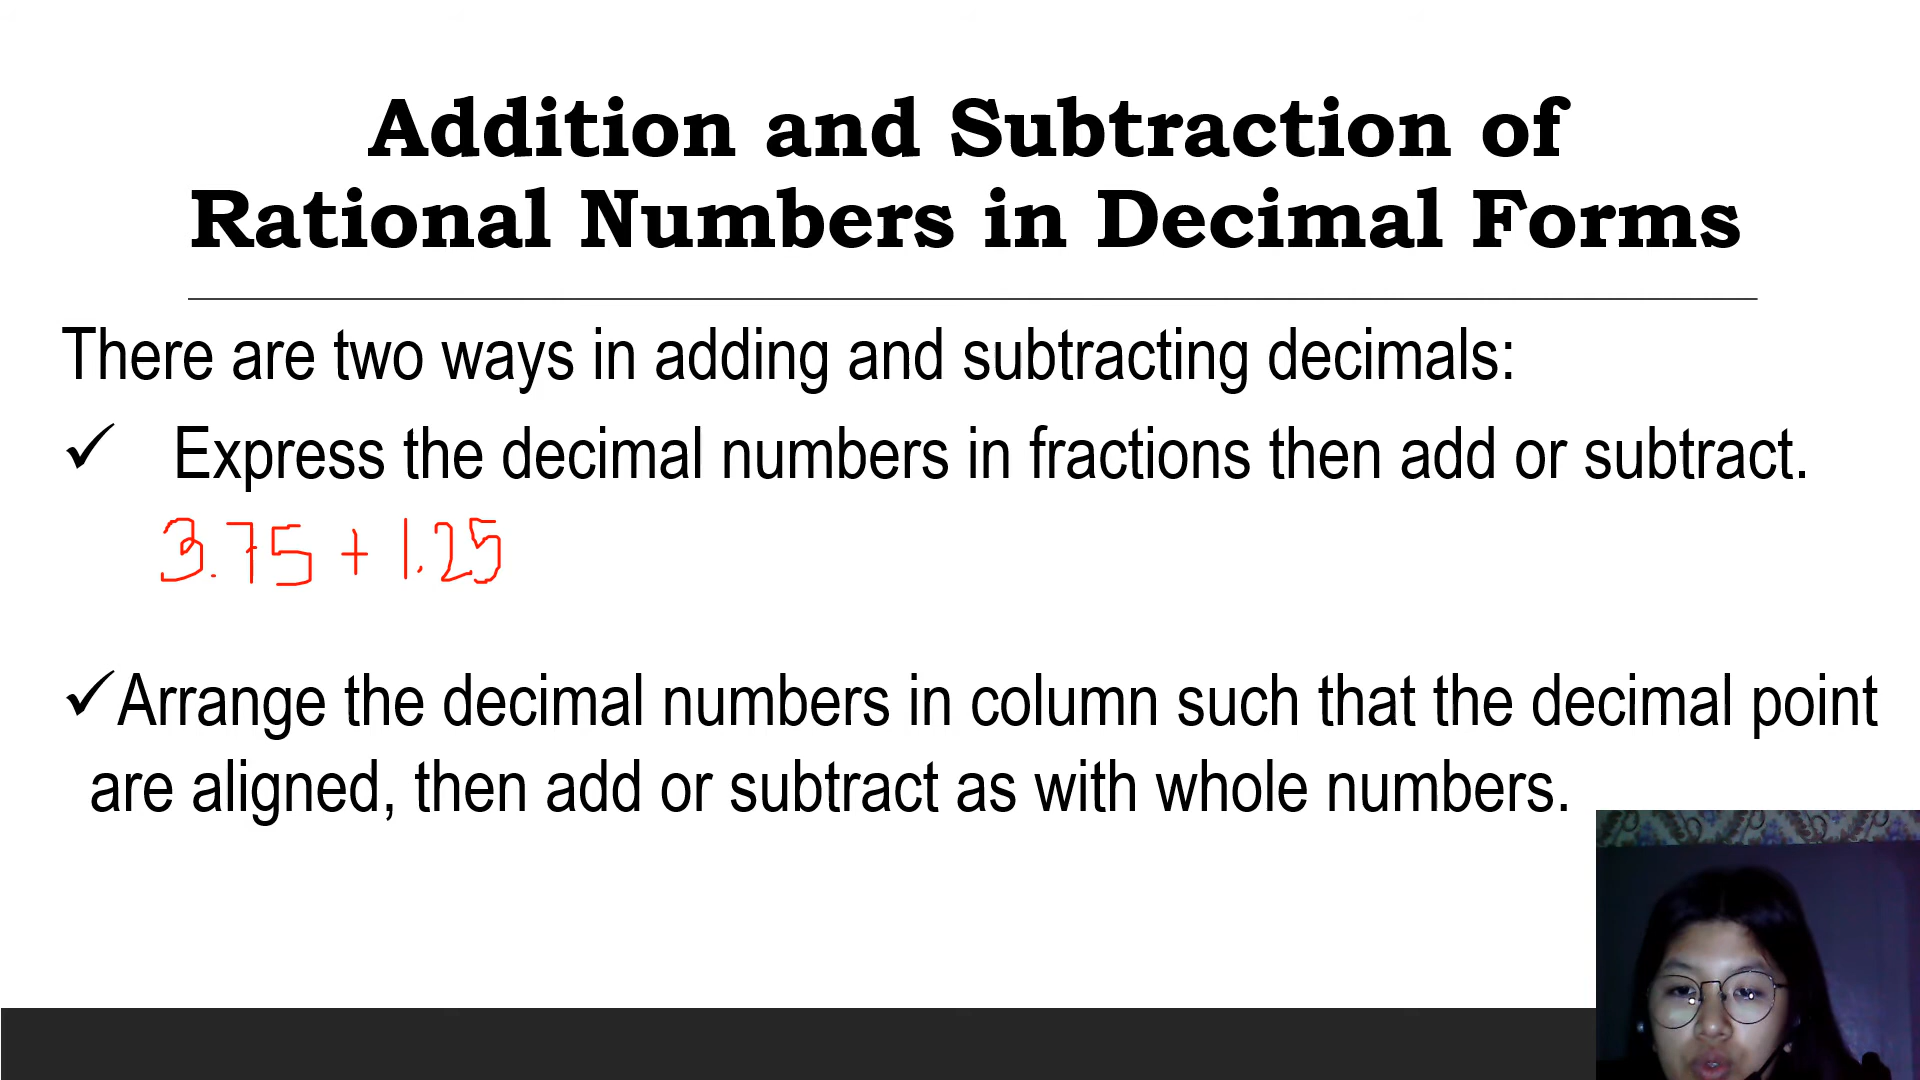 Addition and Subtraction of
Rational Numbers in Decimal Forms
There are two ways in adding and subtracting decimals:
✓ Express the decimal numbers in fractions then add or subtract.
3.75 + 1.25
✓Arrange the decimal numbers in column such that the decimal point
are aligned, then add or subtract as with whole numbers.